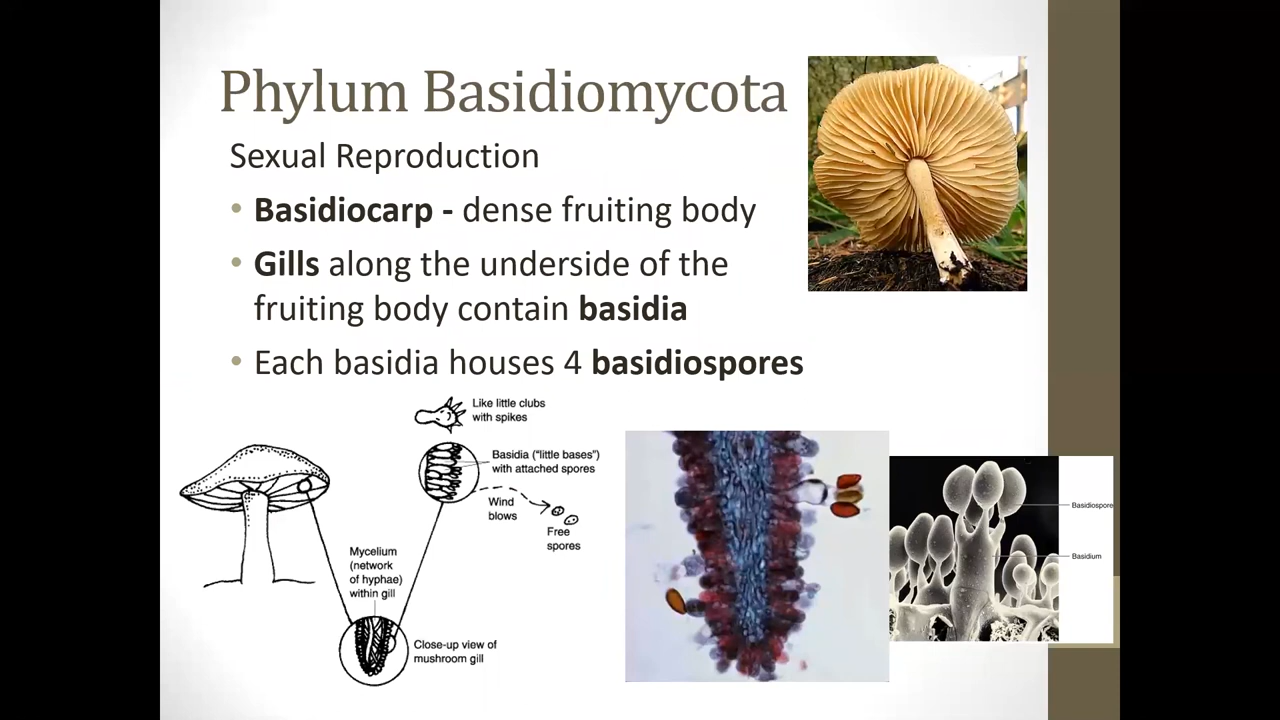 Phylum Basidiomycota
Sexual Reproduction
• Basidiocarp - dense fruiting body
• Gills along the underside of the
fruiting body contain basidia
• Each basidia houses 4 basidiospores
Like little clubs
with spikes
Basidia ("little bases")
with attached spores
Wind
blows
Free
spores
Mycelium
(network
of hyphae)
within gill
Close-up view of
mushroom gill
Basidiospore
Basidium